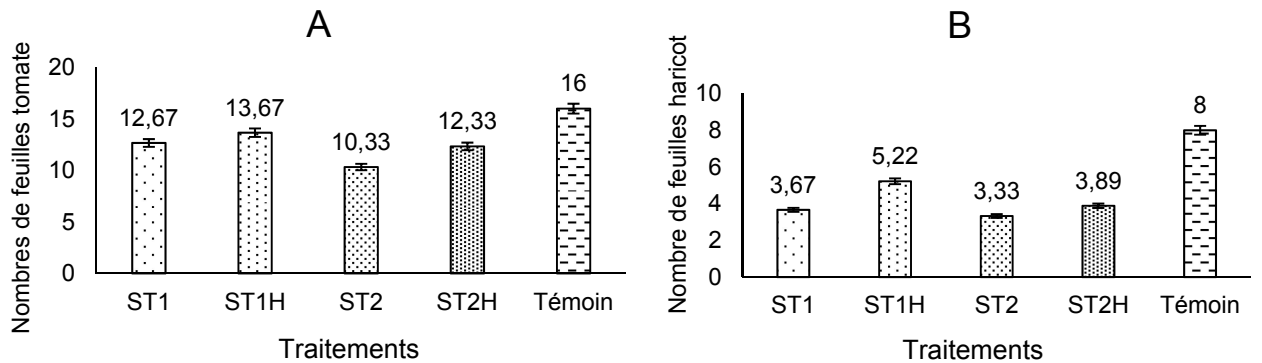 A
Nombres de feuilles tomate
20
15
10
5
0
12,67
13,67
10,33
12,33
16
ST1 ST1H ST2 ST2H Témoin
Traitements
B
Nombre de feuilles haricot
10
8
6
4
2
0
3,67
5,22
3,33
3,89
8
ST1 ST1H ST2 ST2H Témoin
Traitements